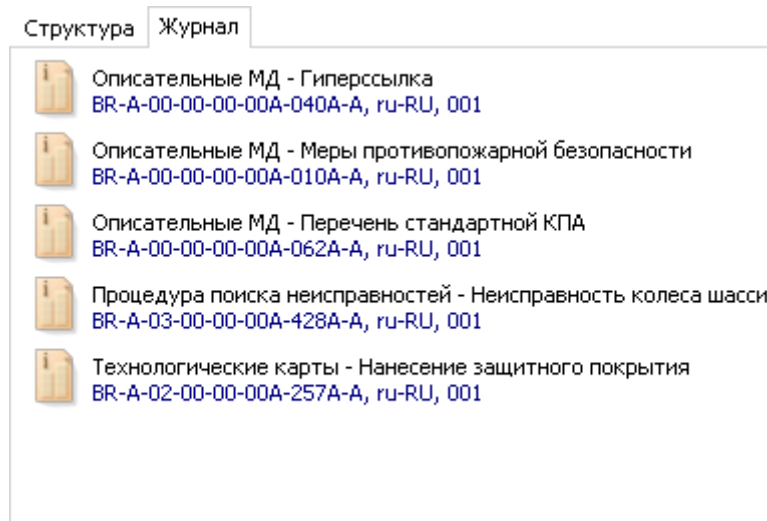 Структура Журнал
Описательные МД - Гиперссылка
BR-A-00-00-00-00A-040A-A, ru-RU, 001
Описательные МД - Меры противопожарной безопасности
BR-A-00-00-00-00A-010A-A, ru-RU, 001
Описательные МД - Перечень стандартной КПА
BR-A-00-00-00-00A-062A-A, ru-RU, 001
Процедура поиска неисправностей - Неисправность колеса шасси
BR-A-03-00-00-00A-428A-A, ru-RU, 001
Технологические карты - Нанесение защитного покрытия
BR-A-02-00-00-00A-257A-A, ru-RU, 001